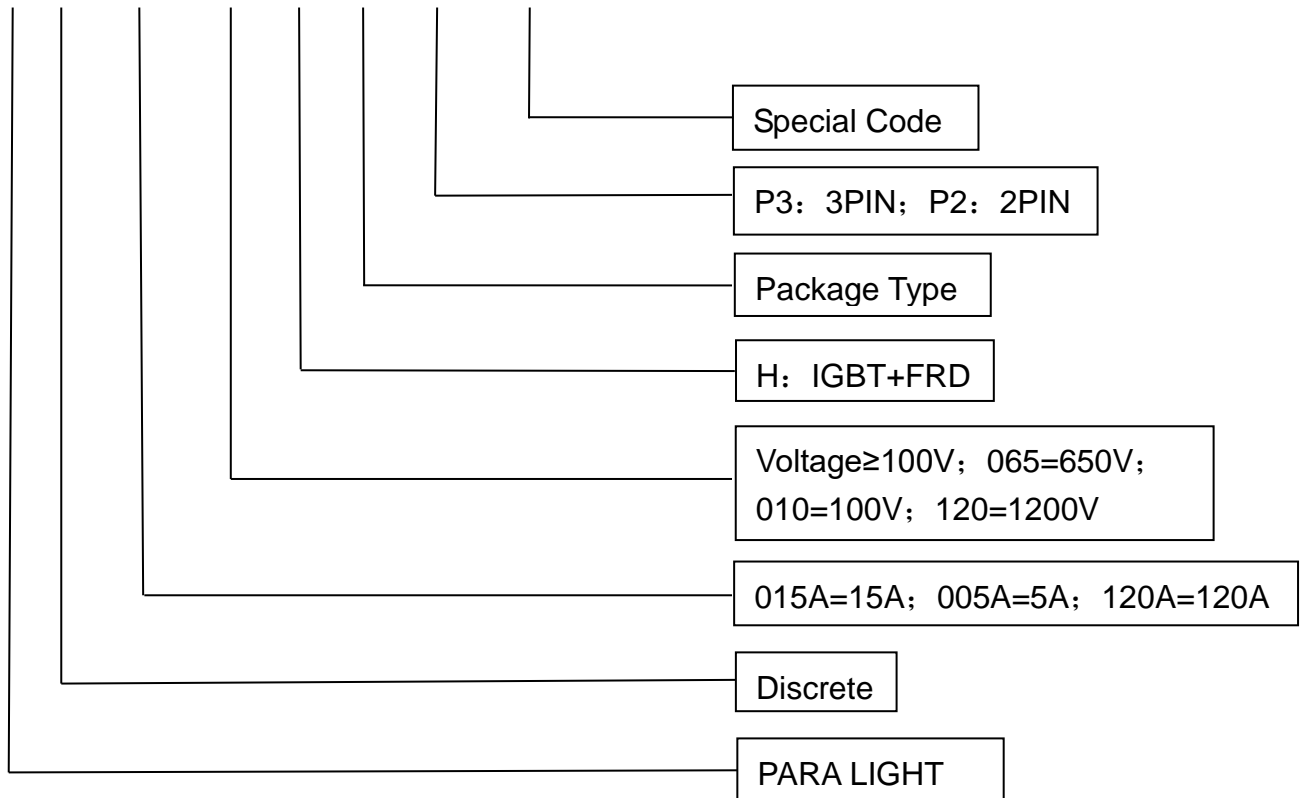 Special Code
P3：3PIN；P2：2PIN
Package Type
H：IGBT+FRD
Voltage≥100V；065=650V；
010=100V；120=1200V
015A=15A；005A=5A；120A=120A
Discrete
PARA LIGHT